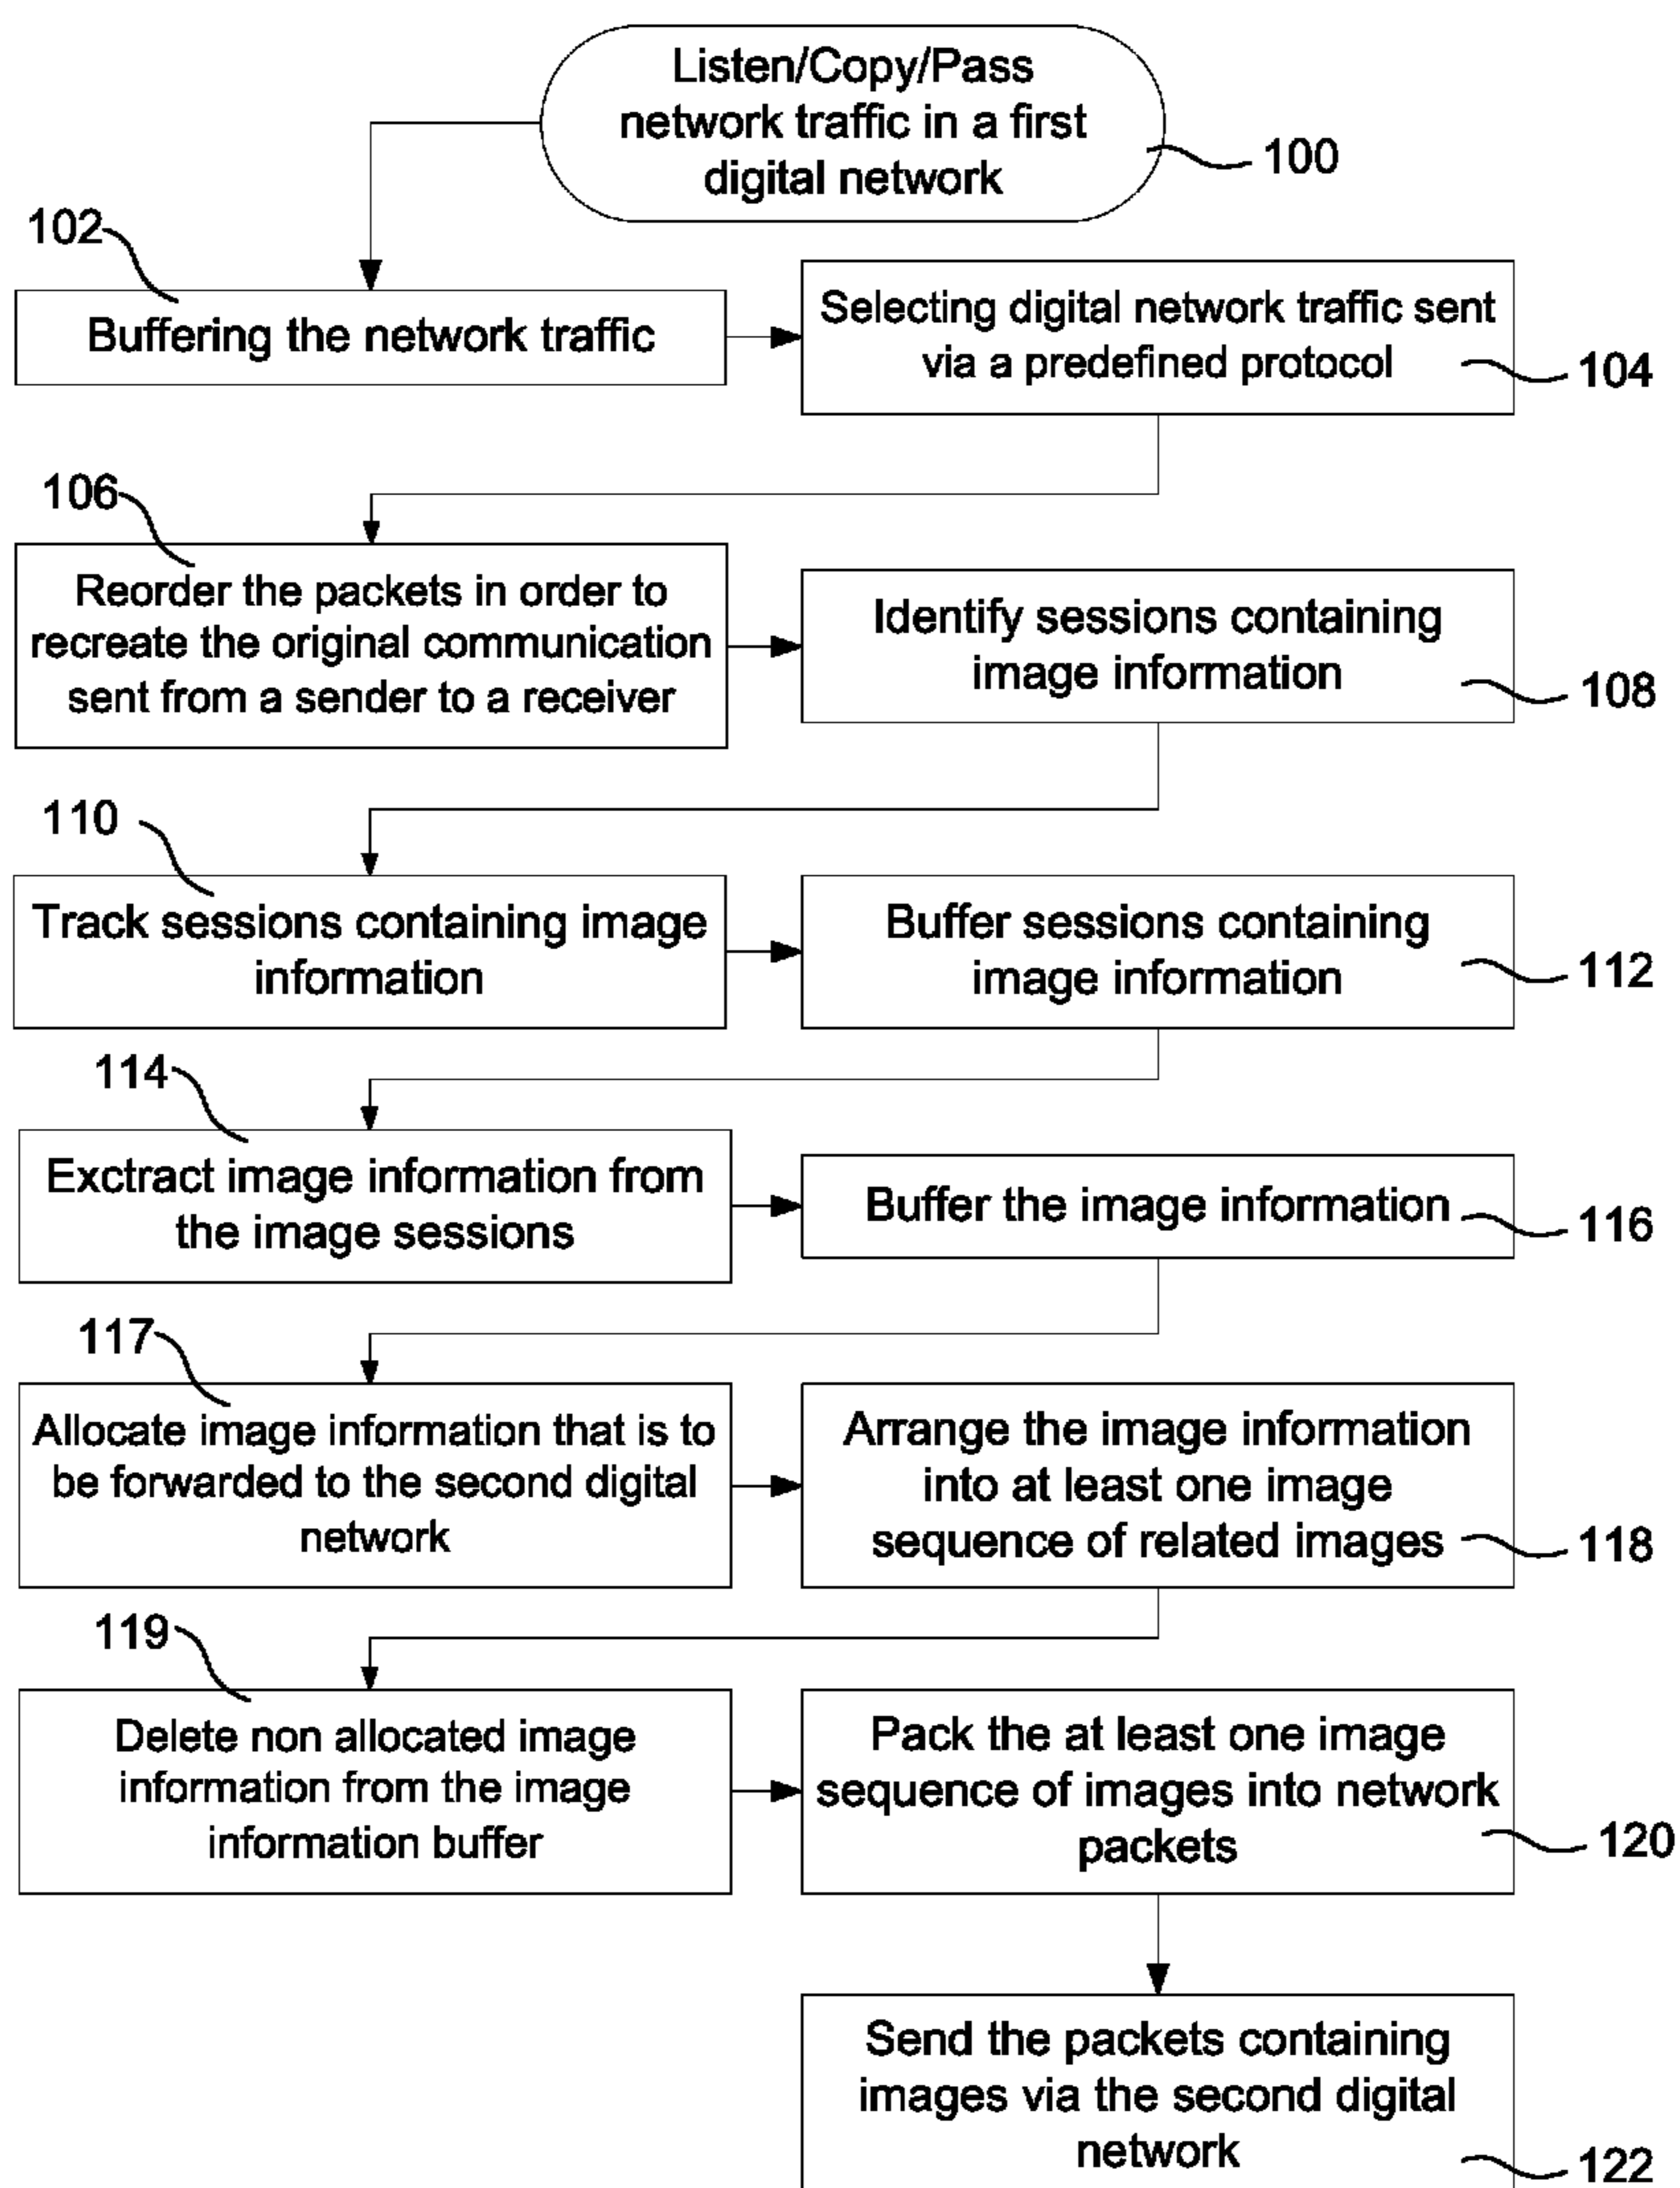 Listen/Copy/Pass
network traffic in a first
digital network
100
102
Buffering the network traffic
Selecting digital network traffic sent
via a predefined protocol
104
106
Reorder the packets in order to
recreate the original communication
sent from a sender to a receiver
Identify sessions containing
image information
108
110
Track sessions containing image
information
Buffer sessions containing
image information
112
114
Exctract image information from
the image sessions
Buffer the image information
116
117
Allocate image information that is to
be forwarded to the second digital
network
Arrange the image information
into at least one image
sequence of related images
118
119
Delete non allocated image
information from the image
information buffer
Pack the at least one image
sequence of images into network
packets
120
Send the packets containing
images via the second digital
network
122